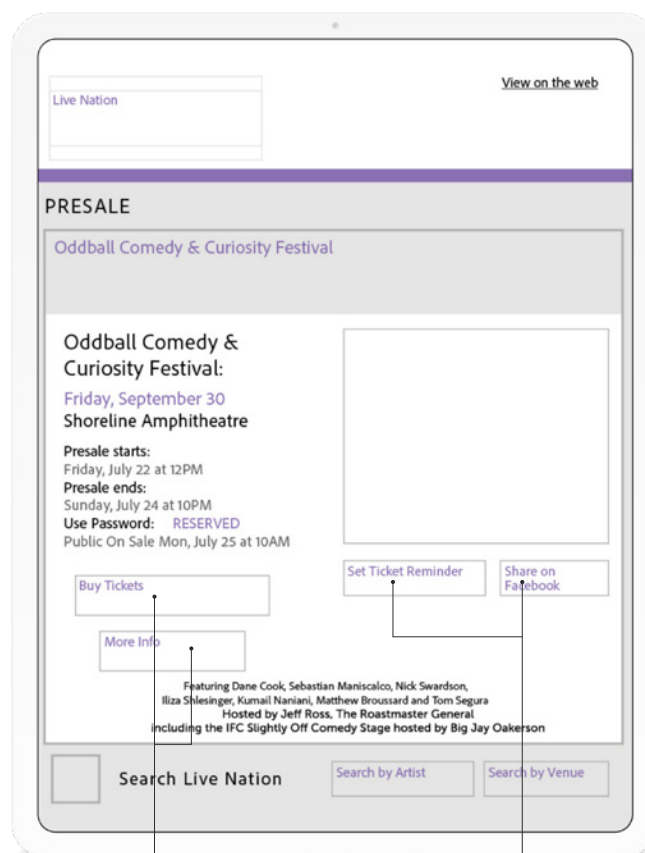 View on the web
Live Nation
PRESALE
Oddball Comedy & Curiosity Festival
Oddball Comedy &
Curiosity Festival:
Friday, September 30
Shoreline Amphitheatre
Presale starts:
Friday, July 22 at 12PM
Presale ends:
Sunday, July 24 at 10PM
Use Password: RESERVED
Public On Sale Mon, July 25 at 10AM
Buy Tickets
More Info
Set Ticket Reminder
Share on
Facebook
Featuring Dane Cook, Sebastian Maniscalco, Nick Swardson,
Iliza Shlesinger, Kumail Naniani, Matthew Broussard and Tom Segura
Hosted by Jeff Ross, The Roastmaster General
including the IFC Slightly Off Comedy Stage hosted by Big Jay Oakerson
Search Live Nation
Search by Artist
Search by Venue